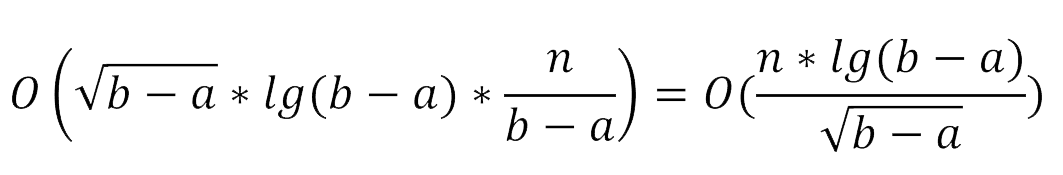 O(√(b − a) * lg(b − a) * n/(b − a)) = O((n * lg(b − a))/√(b − a))